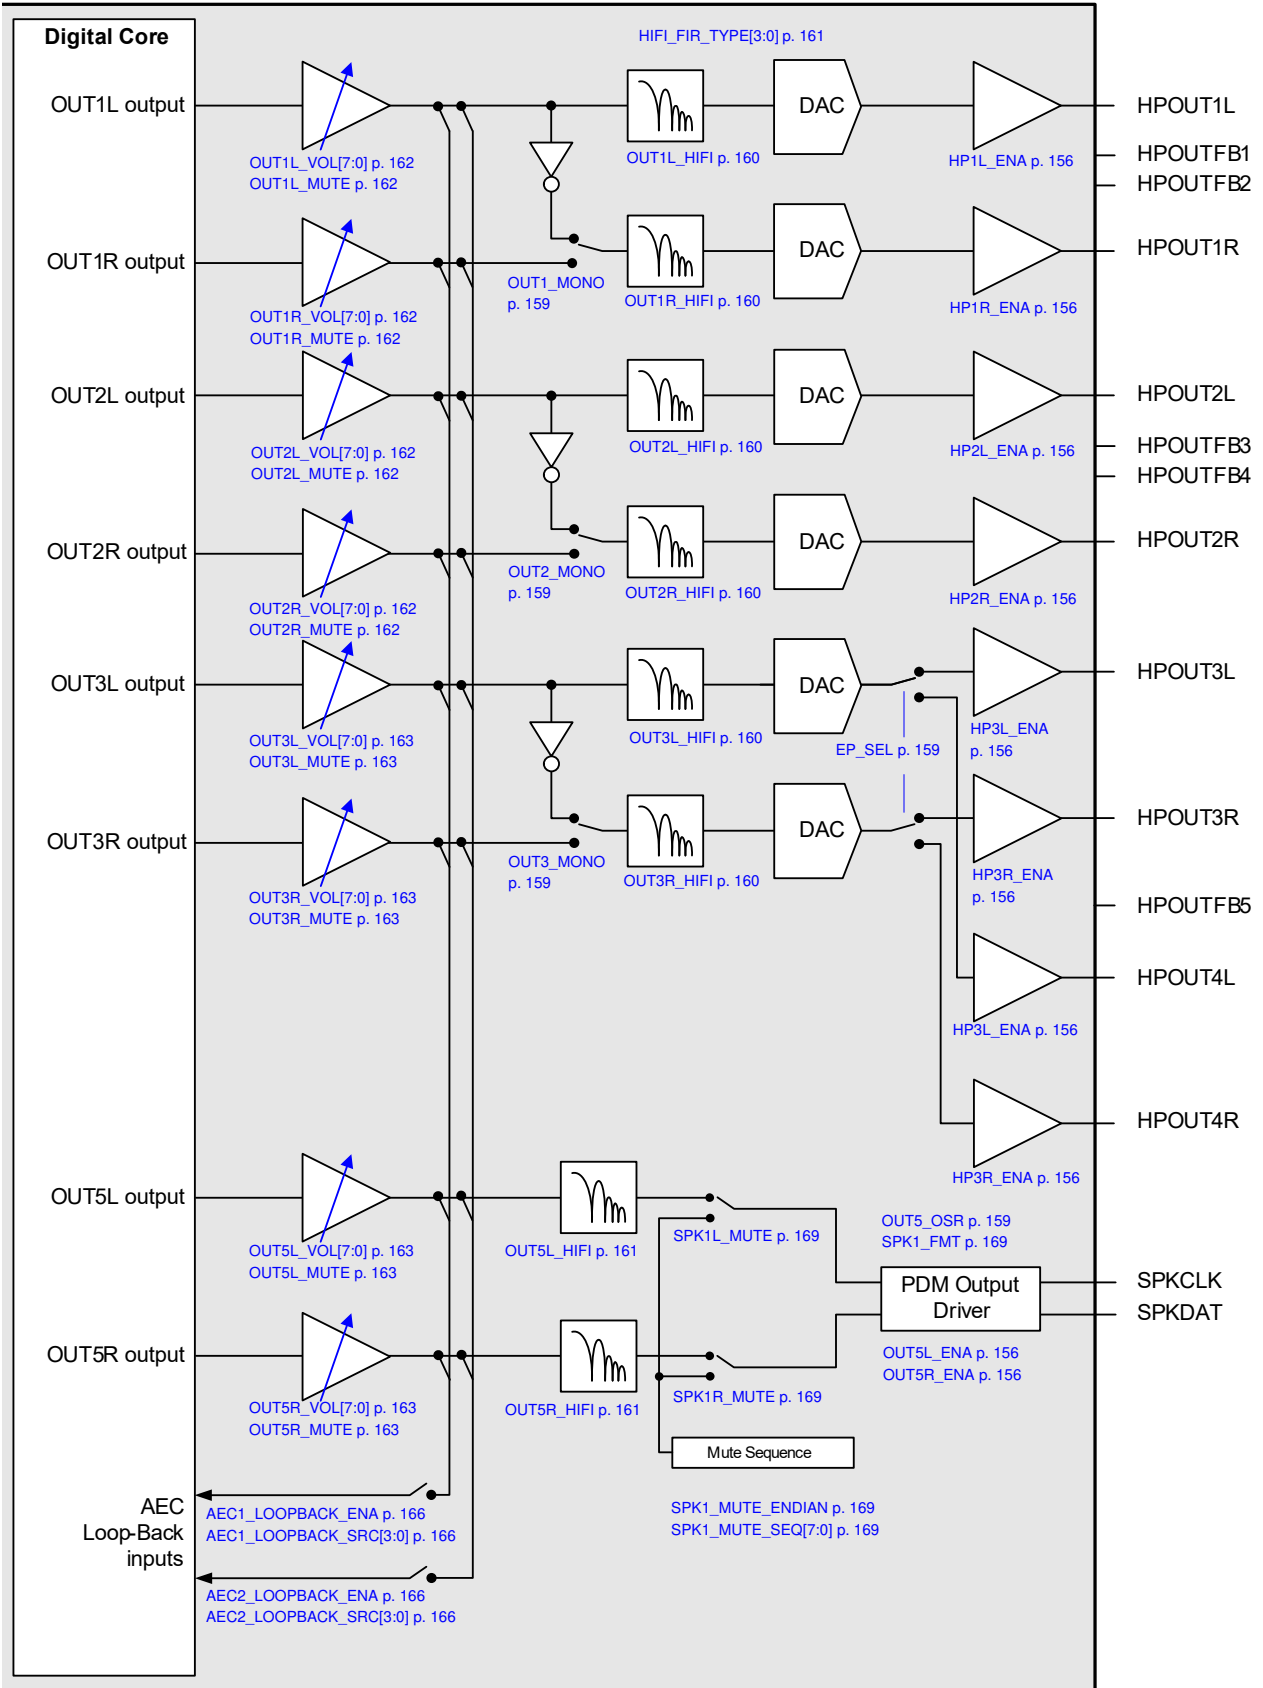 Digital Core
HIFI_FIR_TYPE[3:0] p. 161
OUT1L output
DAC
HPOUT1L
OUT1L_VOL[7:0] p. 162
OUT1L_MUTE p. 162
OUT1L_HIFI p. 160
HP1L_ENA p. 156
HPOUTFB1
HPOUTFB2
OUT1R output
OUT1_MONO
p. 159
DAC
HPOUT1R
OUT1R_VOL[7:0] p. 162
OUT1R_MUTE p. 162
OUT1R_HIFI p. 160
HP1R_ENA p. 156
OUT2L output
DAC
HPOUT2L
OUT2L_VOL[7:0] p. 162
OUT2L_MUTE p. 162
OUT2L_HIFI p. 160
HP2L_ENA p. 156
HPOUTFB3
HPOUTFB4
OUT2R output
OUT2_MONO
p. 159
DAC
HPOUT2R
OUT2R_VOL[7:0] p. 162
OUT2R_MUTE p. 162
OUT2R_HIFI p. 160
HP2R_ENA p. 156
OUT3L output
DAC
HPOUT3L
OUT3L_VOL[7:0] p. 163
OUT3L_MUTE p. 163
OUT3L_HIFI p. 160
EP_SEL p. 159
HP3L_ENA
p. 156
OUT3R output
OUT3_MONO
p. 159
DAC
HPOUT3R
OUT3R_VOL[7:0] p. 163
OUT3R_MUTE p. 163
OUT3R_HIFI p. 160
HP3R_ENA
p. 156
HPOUTFB5
HPOUT4L
HP3L_ENA p. 156
HPOUT4R
HP3R_ENA p. 156
OUT5L output
OUT5L_VOL[7:0] p. 163
OUT5L_MUTE p. 163
OUT5L_HIFI p. 161
SPK1L_MUTE p. 169
OUT5_OSR p. 159
SPK1_FMT p. 169
PDM Output
Driver
SPKCLK
SPKDAT
OUT5L_ENA p. 156
OUT5R_ENA p. 156
OUT5R output
OUT5R_VOL[7:0] p. 163
OUT5R_MUTE p. 163
OUT5R_HIFI p. 161
SPK1R_MUTE p. 169
Mute Sequence
SPK1_MUTE_ENDIAN p. 169
SPK1_MUTE_SEQ[7:0] p. 169
AEC
Loop-Back
inputs
AEC1_LOOPBACK_ENA p. 166
AEC1_LOOPBACK_SRC[3:0] p. 166
AEC2_LOOPBACK_ENA p. 166
AEC2_LOOPBACK_SRC[3:0] p. 166